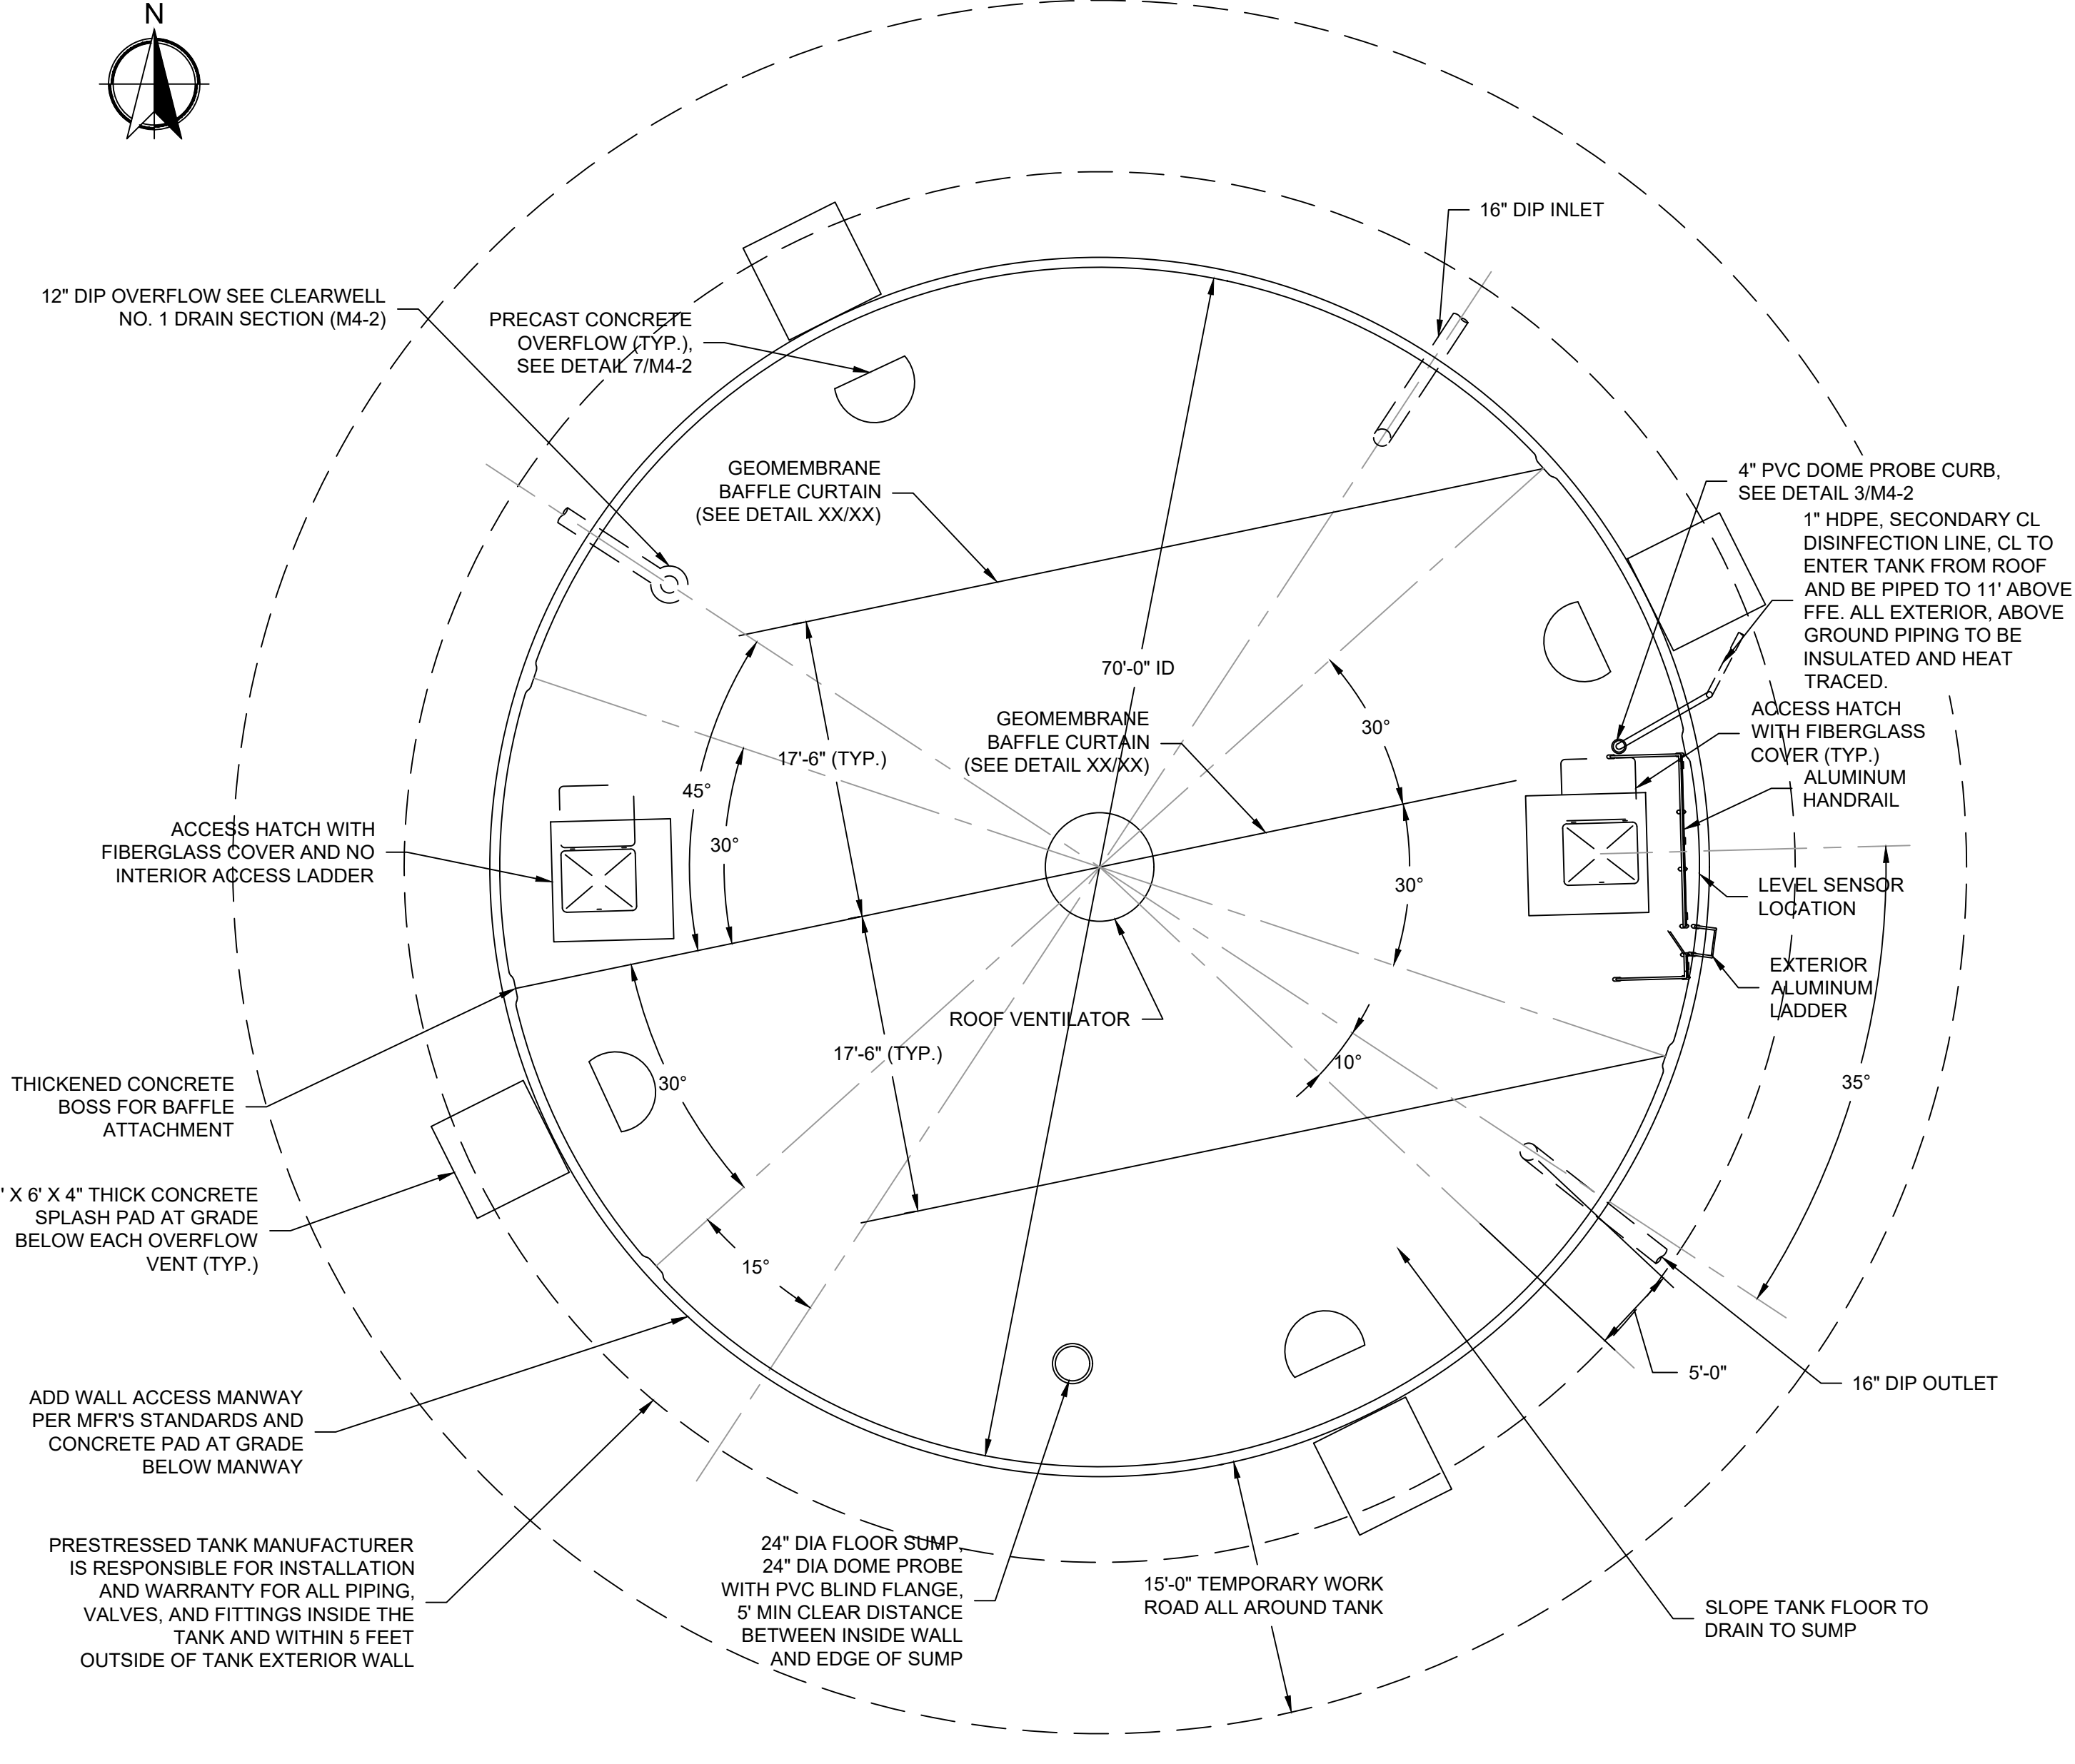 N
16" DIP INLET
12" DIP OVERFLOW SEE CLEARWELL
NO. 1 DRAIN SECTION (M4-2)
PRECAST CONCRETE
OVERFLOW (TYP.),
SEE DETAIL 7/M4-2
GEOMEMBRANE
BAFFLE CURTAIN
(SEE DETAIL XX/XX)
4" PVC DOME PROBE CURB,
SEE DETAIL 3/M4-2
1" HDPE, SECONDARY CL
DISINFECTION LINE, CL TO
ENTER TANK FROM ROOF
AND BE PIPED TO 11' ABOVE
FFE. ALL EXTERIOR, ABOVE
GROUND PIPING TO BE
INSULATED AND HEAT
TRACED.
70'-0" ID
GEOMEMBRANE
BAFFLE CURTAIN
(SEE DETAIL XX/XX)
30°
ACCESS HATCH
WITH FIBERGLASS
COVER (TYP.)
17'-6" (TYP.)
45°
30°
ALUMINUM
HANDRAIL
ACCESS HATCH WITH
FIBERGLASS COVER AND NO
INTERIOR ACCESS LADDER
30°
LEVEL SENSOR
LOCATION
EXTERIOR
ALUMINUM
LADDER
ROOF VENTILATOR
17'-6" (TYP.)
10°
30°
35°
THICKENED CONCRETE
BOSS FOR BAFFLE
ATTACHMENT
' X 6' X 4" THICK CONCRETE
SPLASH PAD AT GRADE
BELOW EACH OVERFLOW
VENT (TYP.)
15°
5'-0"
16" DIP OUTLET
ADD WALL ACCESS MANWAY
PER MFR'S STANDARDS AND
CONCRETE PAD AT GRADE
BELOW MANWAY
PRESTRESSED TANK MANUFACTURER
IS RESPONSIBLE FOR INSTALLATION
AND WARRANTY FOR ALL PIPING,
VALVES, AND FITTINGS INSIDE THE
TANK AND WITHIN 5 FEET
OUTSIDE OF TANK EXTERIOR WALL
24" DIA FLOOR SUMP,
24" DIA DOME PROBE
WITH PVC BLIND FLANGE,
5' MIN CLEAR DISTANCE
BETWEEN INSIDE WALL
AND EDGE OF SUMP
15'-0" TEMPORARY WORK
ROAD ALL AROUND TANK
SLOPE TANK FLOOR TO
DRAIN TO SUMP